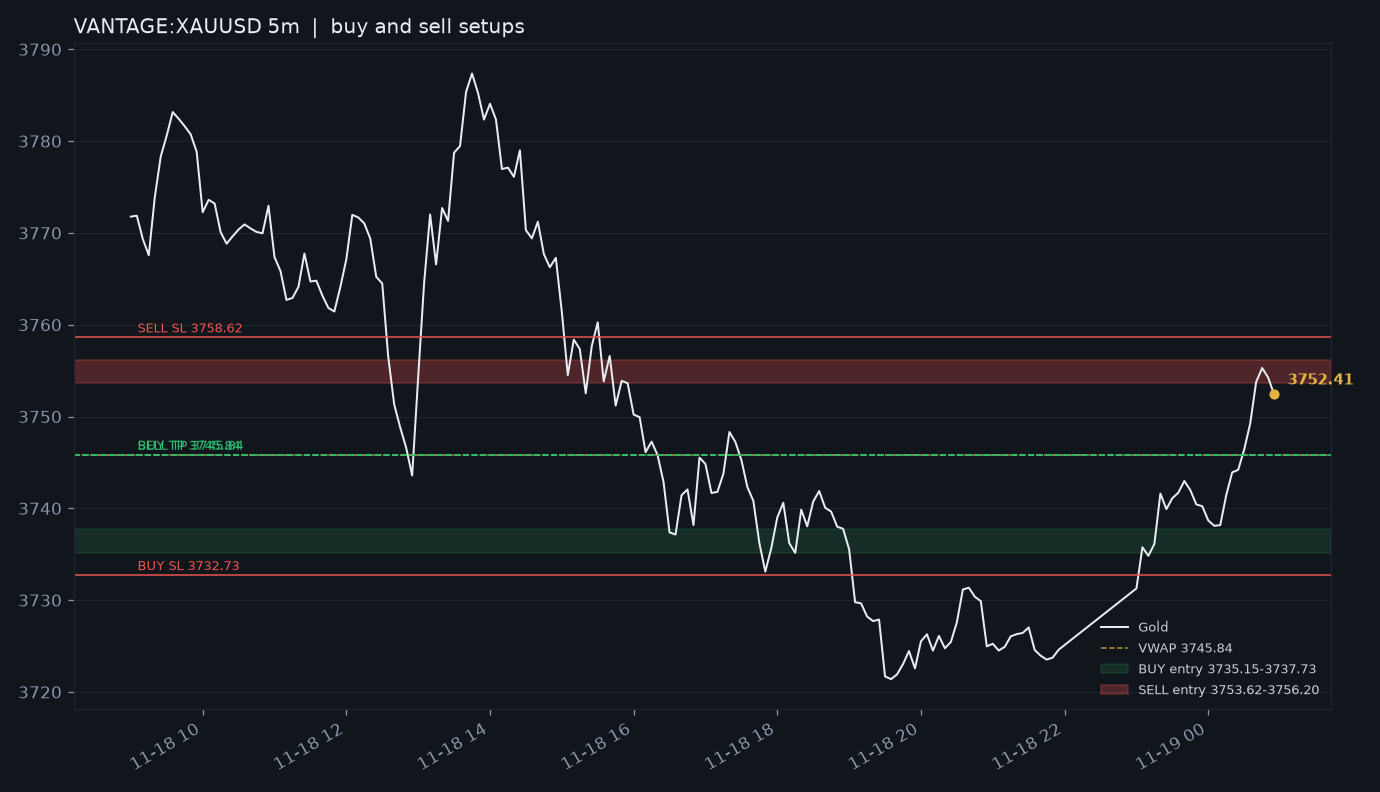 VANTAGE:XAUUSD 5m | buy and sell setups
3790
3780
3770
3760
3750
3740
3730
3720
SELL SL 3758.62
3752.41
3745.84
BUY SL 3732.73
Gold
VWAP 3745.84
BUY entry 3735.15-3737.73
SELL entry 3753.62-3756.20
11-18 10
11-18 12
11-18 14
11-18 16
11-18 18
11-18 20
11-18 22
11-19 00